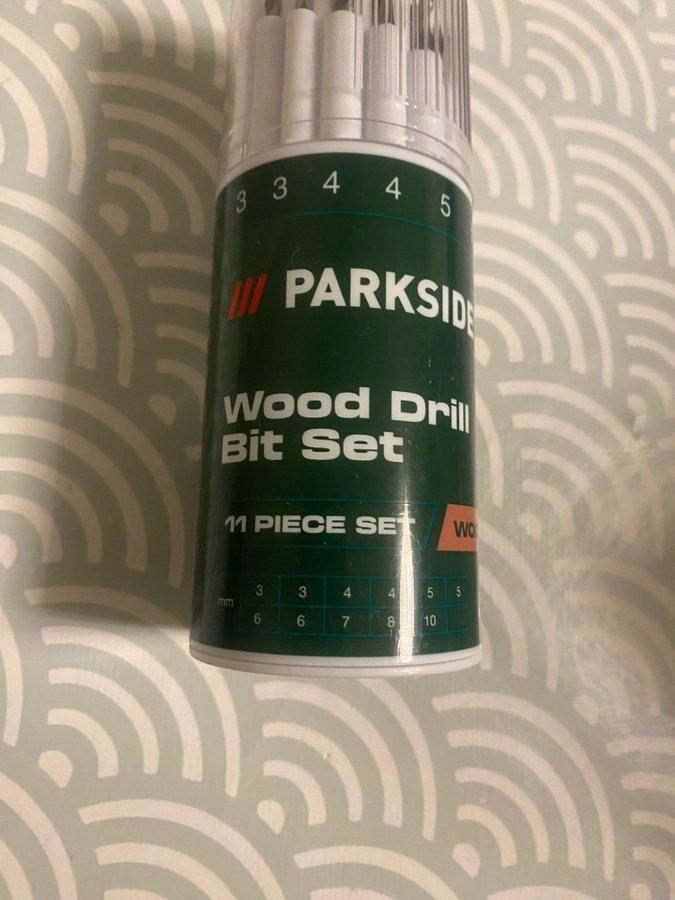 3 3 4 4 5
PARKSIDE
Wood Drill
Bit Set
11 PIECE SET
mm 3 3 4 4 5 5
6 6 7 8 10